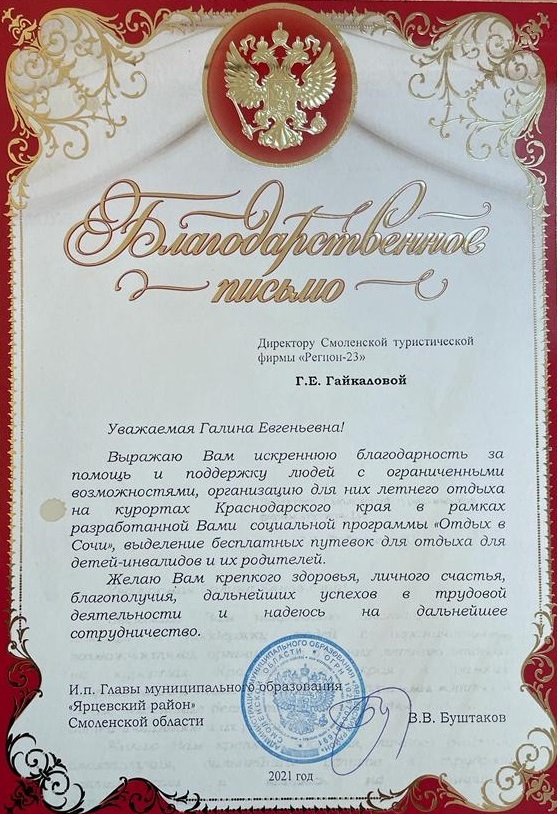 Благодарственное
письмо
Директору Смоленской туристической
фирмы «Регион-23»
Г.Е. Гайкаловой
Уважаемая Галина Евгеньевна!
Выражаю Вам искреннюю благодарность за
помощь и поддержку людей с ограниченными
возможностями, организацию для них летнего отдыха
на курортах Краснодарского края в рамках
разработанной Вами социальной программы «Отдых в
Сочи», выделение бесплатных путевок для отдыха для
детей-инвалидов и их родителей.
Желаю Вам крепкого здоровья, личного счастья,
благополучия, дальнейших успехов в трудовой
деятельности и надеюсь на дальнейшее
сотрудничество.
И.п. Главы муниципального образования
«Ярцевский район»
Смоленской области
В.В. Буштаков
2021 год